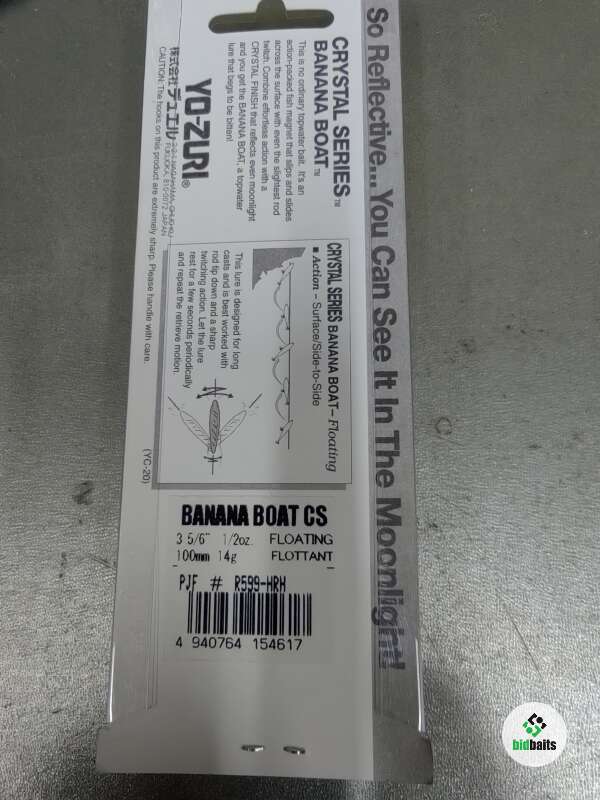 So Reflective... You Can See It In The Moonlight!
CRYSTAL SERIES™
BANANA BOAT™
This is no ordinary topwater bait. It's an
action-packed fish magnet that slips and slides
across the surface with even the slightest rod
twitch. Combine effortless action with a
CRYSTAL FINISH that reflects even moonlight
and you get the BANANA BOAT, a topwater
lure that begs to be bitten!
YO-ZURI®
株式会社デュエル
FUKUOKA, 810-0072 JAPAN
CAUTION: The hooks on this product are extremely sharp. Please handle with care.
(YC-20)
CRYSTAL SERIES BANANA BOAT – Floating
■ Action – Surface/Side-to-Side
This lure is designed for long
casts and is best worked with
rod tip down and a sharp
twitching action. Let the lure
rest for a few seconds periodically
and repeat the retrieve motion.
BANANA BOAT CS
3 5/6" 1/2oz. FLOATING
100mm 14g FLOTTANT
PJF # R599-HRH
4 940764 154617
bidbaits